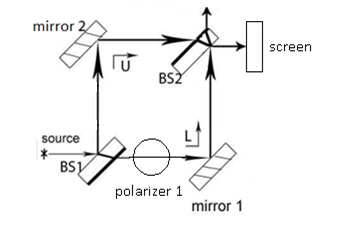 mirror 2
U
BS2
screen
source
BS1
L
polarizer 1
mirror 1